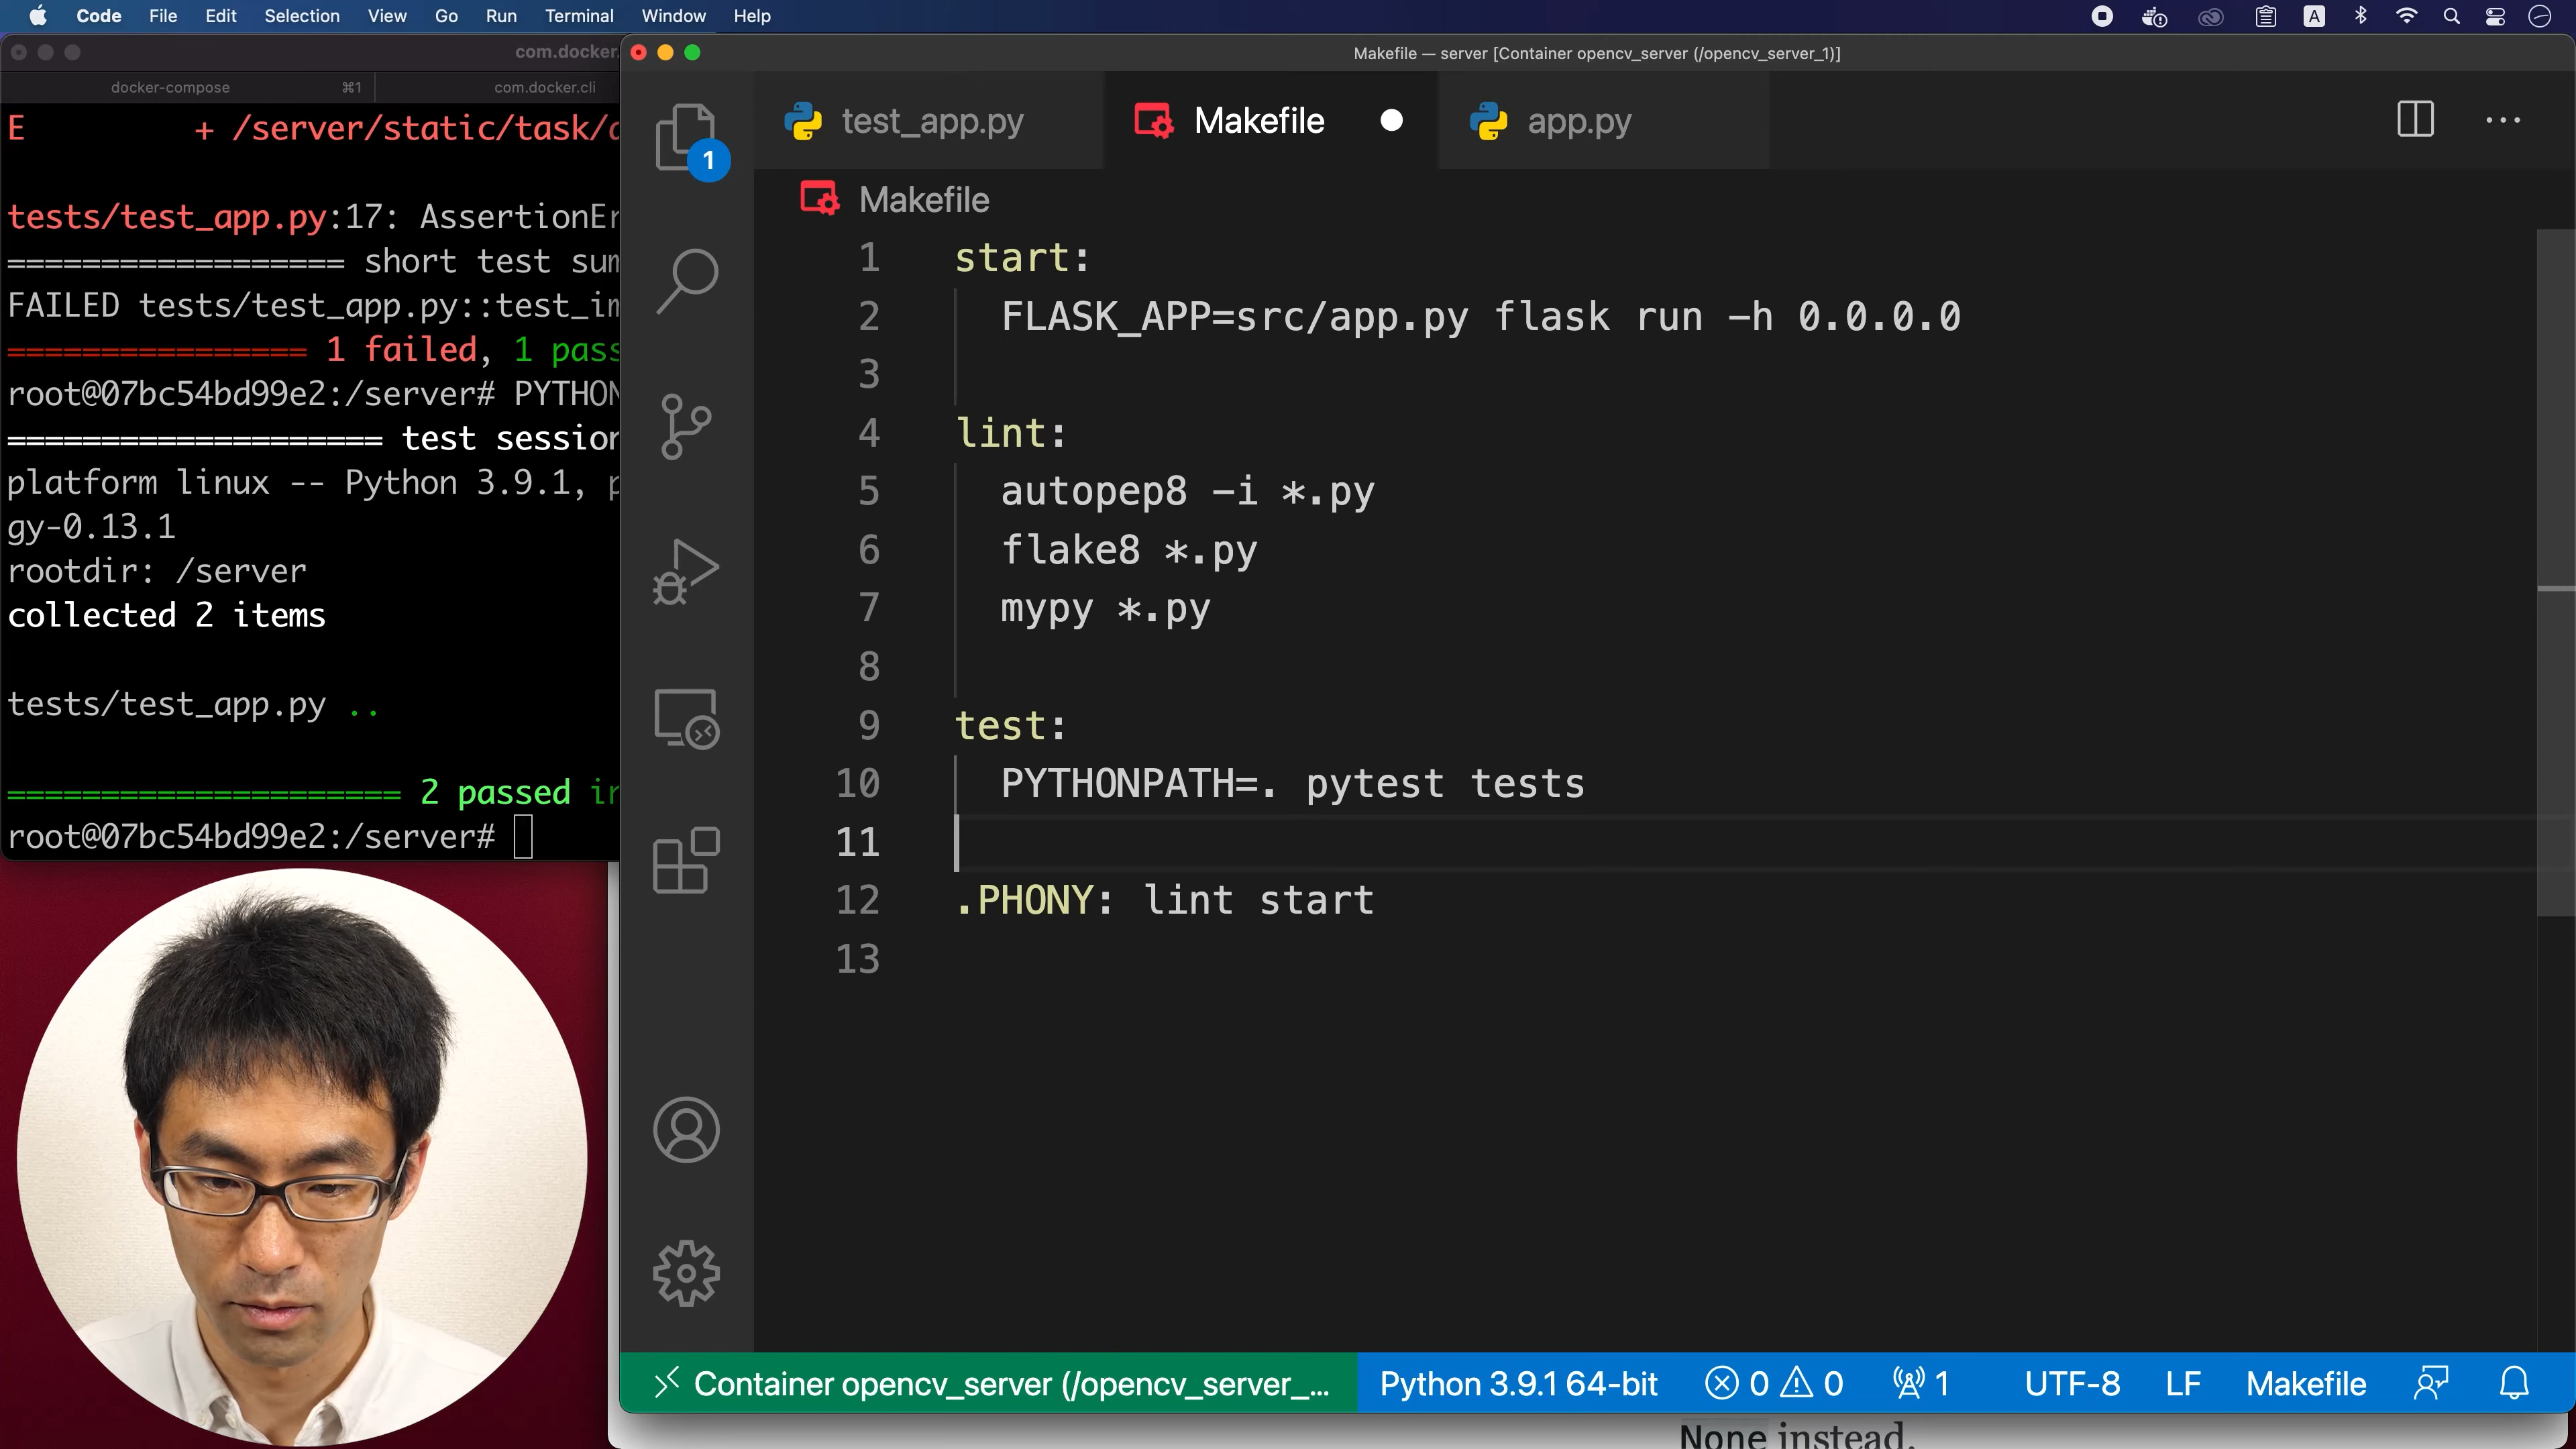 Code File Edit Selection View Go Run Terminal Window Help
A
com.docker.
docker-compose ⌘1 com.docker.cli
E + /server/static/task/
tests/test_app.py:17: AssertionEr
================== short test sum
FAILED tests/test_app.py::test_im
================ 1 failed, 1 pass
root@07bc54bd99e2:/server# PYTHON
==================== test session
platform linux -- Python 3.9.1, p
gy-0.13.1
rootdir: /server
collected 2 items
tests/test_app.py ..
====================== 2 passed in
root@07bc54bd99e2:/server#
Makefile — server [Container opencv_server (/opencv_server_1)]
1
test_app.py Makefile app.py
Makefile
1 start:
2 FLASK_APP=src/app.py flask run -h 0.0.0.0
3
4 lint:
5 autopep8 -i *.py
6 flake8 *.py
7 mypy *.py
8
9 test:
10 PYTHONPATH=. pytest tests
11
12 .PHONY: lint start
13
Container opencv_server (/opencv_server_... Python 3.9.1 64-bit 0 0 1 UTF-8 LF Makefile
None instead.